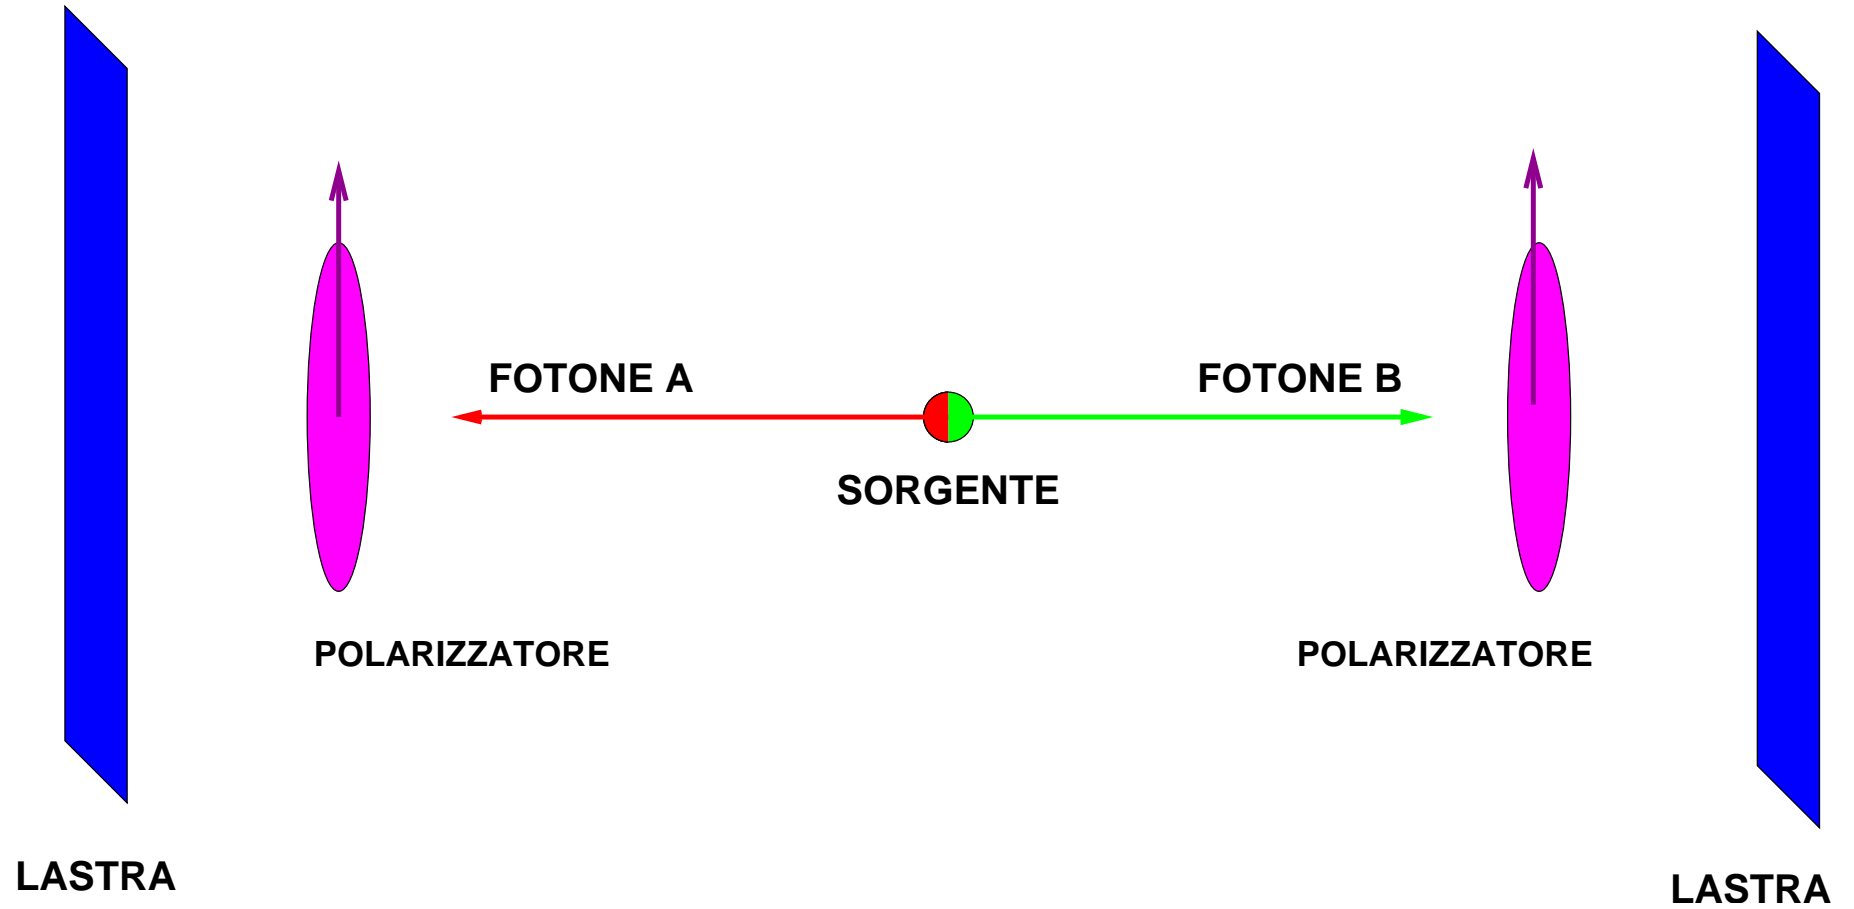 FOTONE A
FOTONE B
SORGENTE
POLARIZZATORE
POLARIZZATORE
LASTRA
LASTRA